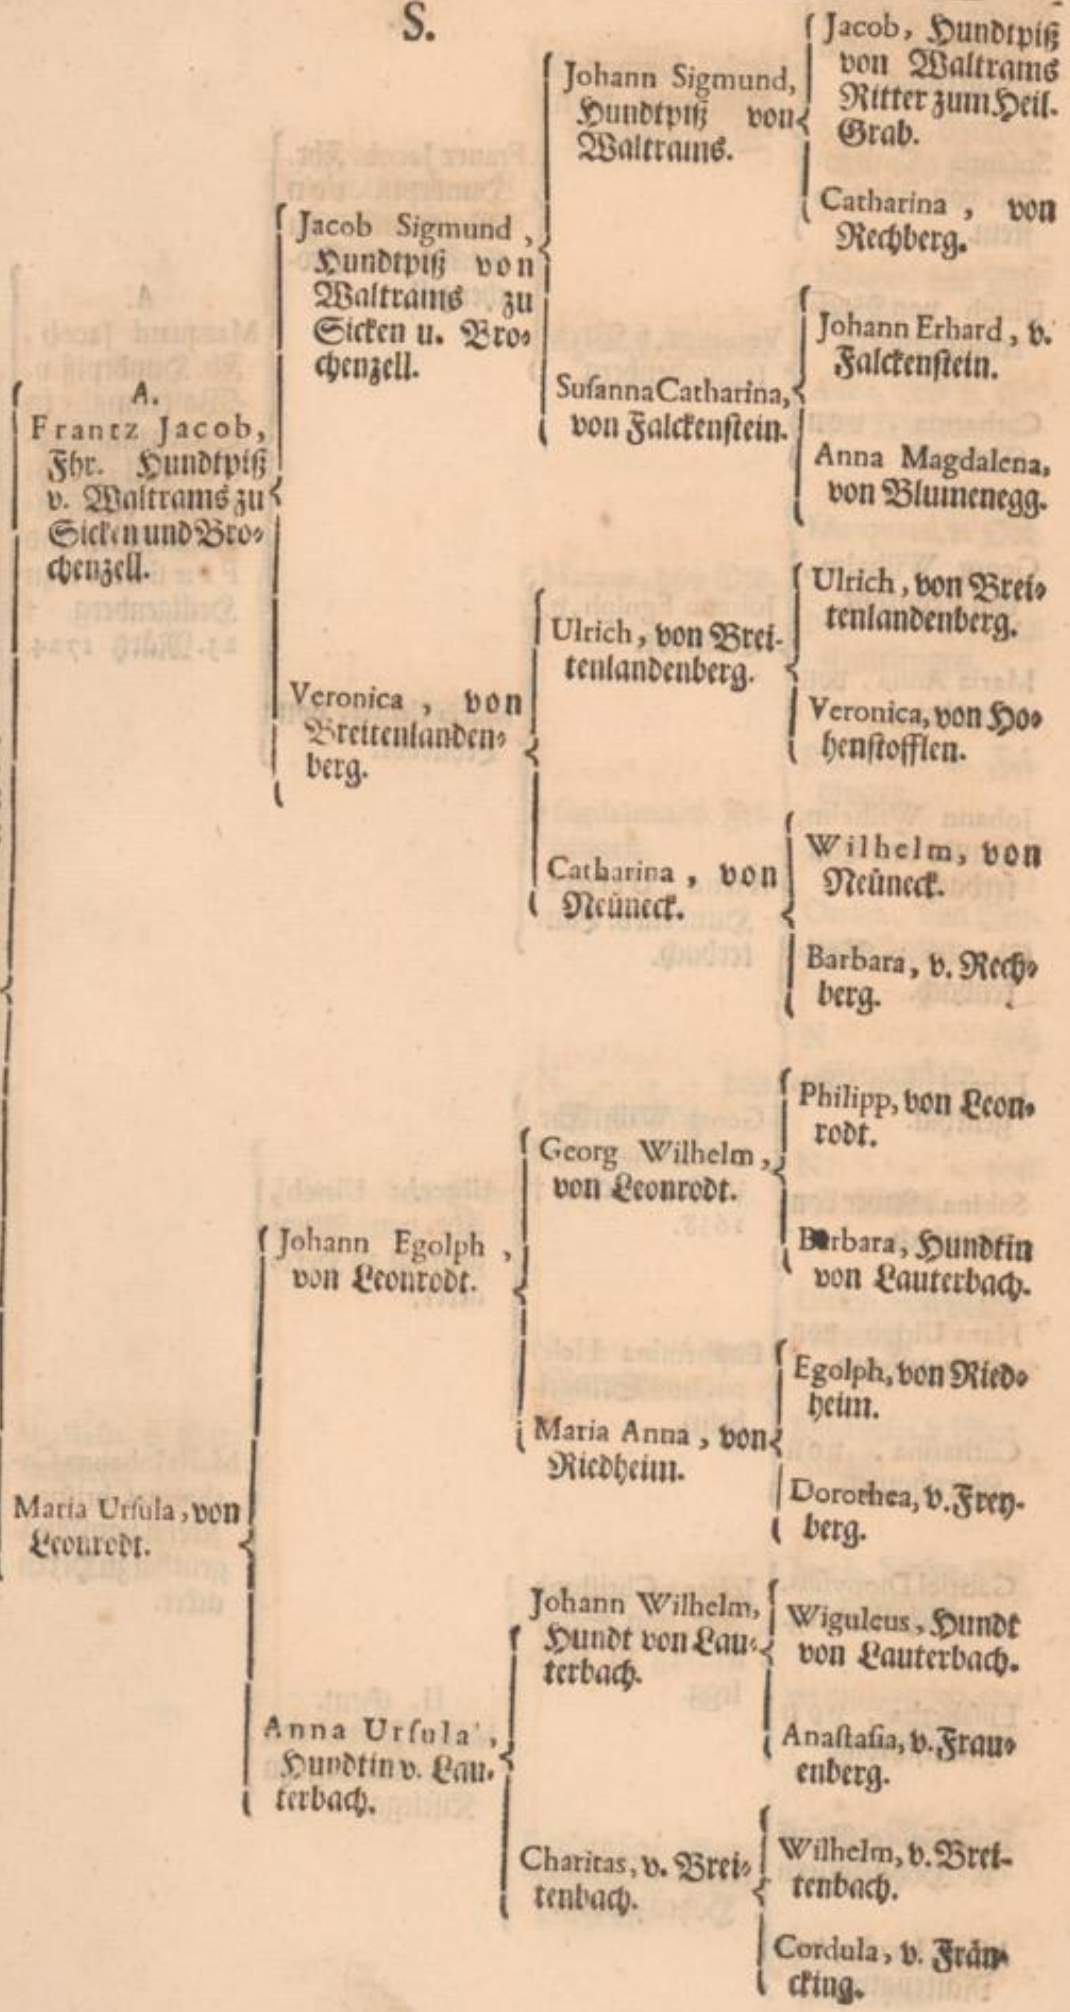 S.
A.
Frantz Jacob,
Fhr. Hundtpiß
v. Waltrams zu
Sicken und Bro-
chenzell.
Maria Ursula, von
Leonrodt.
Jacob Sigmund,
Hundtpiß von
Waltrams zu
Sicken u. Bro-
chenzell.
Veronica, von
Breitenlanden-
berg.
Johann Egolph,
von Leonrodt.
Anna Ursula,
Hundtin v. Lau-
terbach.
Johann Sigmund,
Hundtpiß von
Waltrams.
Susanna Catharina,
von Falckenstein.
Ulrich, von Brei-
tenlandenberg.
Catharina, von
Neüneck.
Georg Wilhelm,
von Leonrodt.
Maria Anna, von
Riedheim.
Johann Wilhelm,
Hundt von Lau-
terbach.
Charitas, v. Brei-
tenbach.
Jacob, Hundtpiß
von Waltrams
Ritter zum Heil.
Grab.
Catharina, von
Rechberg.
Johann Erhard, v.
Falckenstein.
Anna Magdalena,
von Blumenegg.
Ulrich, von Brei-
tenlandenberg.
Veronica, von Ho-
henstofflen.
Wilhelm, von
Neüneck.
Barbara, v. Rech-
berg.
Philipp, von Leon-
rodt.
Barbara, Hundtin
von Lauterbach.
Egolph, von Ried-
heim.
Dorothea, v. Frey-
berg.
Wiguleus, Hundt
von Lauterbach.
Anastasia, v. Frau-
enberg.
Wilhelm, v. Brei-
tenbach.
Cordula, v. Frän-
cking.